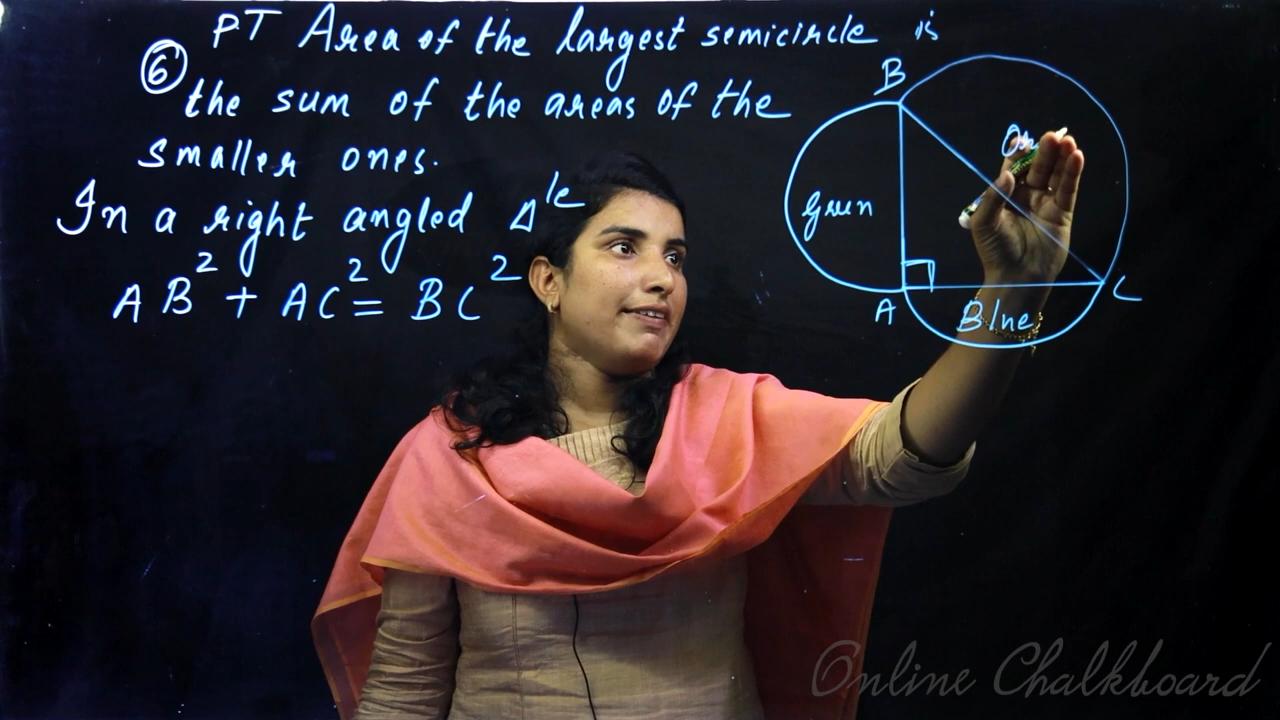 PT Area of the largest semicircle is
6 the sum of the areas of the
smaller ones.
In a right angled Δle
AB² + AC² = BC²
B
Green
A
Blue
C
Online Chalkboard